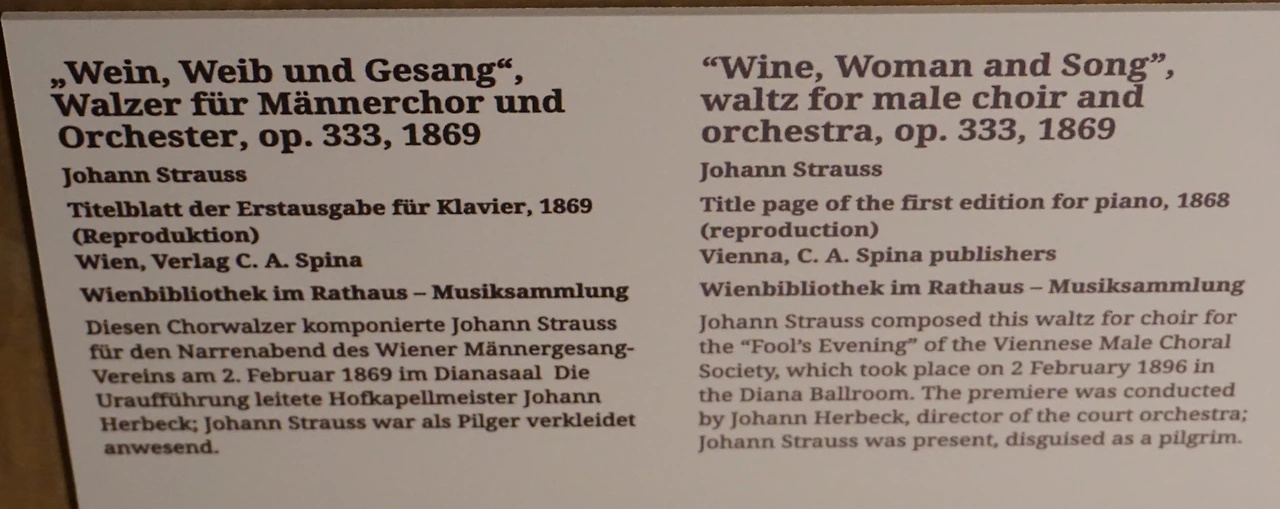 „Wein, Weib und Gesang“,
Walzer für Männerchor und
Orchester, op. 333, 1869
Johann Strauss
Titelblatt der Erstausgabe für Klavier, 1869
(Reproduktion)
Wien, Verlag C. A. Spina
Wienbibliothek im Rathaus – Musiksammlung
Diesen Chorwalzer komponierte Johann Strauss
für den Narrenabend des Wiener Männergesang-
Vereins am 2. Februar 1869 im Dianasaal  Die
Uraufführung leitete Hofkapellmeister Johann
Herbeck; Johann Strauss war als Pilger verkleidet
anwesend.
“Wine, Woman and Song”,
waltz for male choir and
orchestra, op. 333, 1869
Johann Strauss
Title page of the first edition for piano, 1868
(reproduction)
Vienna, C. A. Spina publishers
Wienbibliothek im Rathaus – Musiksammlung
Johann Strauss composed this waltz for choir for
the “Fool’s Evening” of the Viennese Male Choral
Society, which took place on 2 February 1896 in
the Diana Ballroom. The premiere was conducted
by Johann Herbeck, director of the court orchestra;
Johann Strauss was present, disguised as a pilgrim.